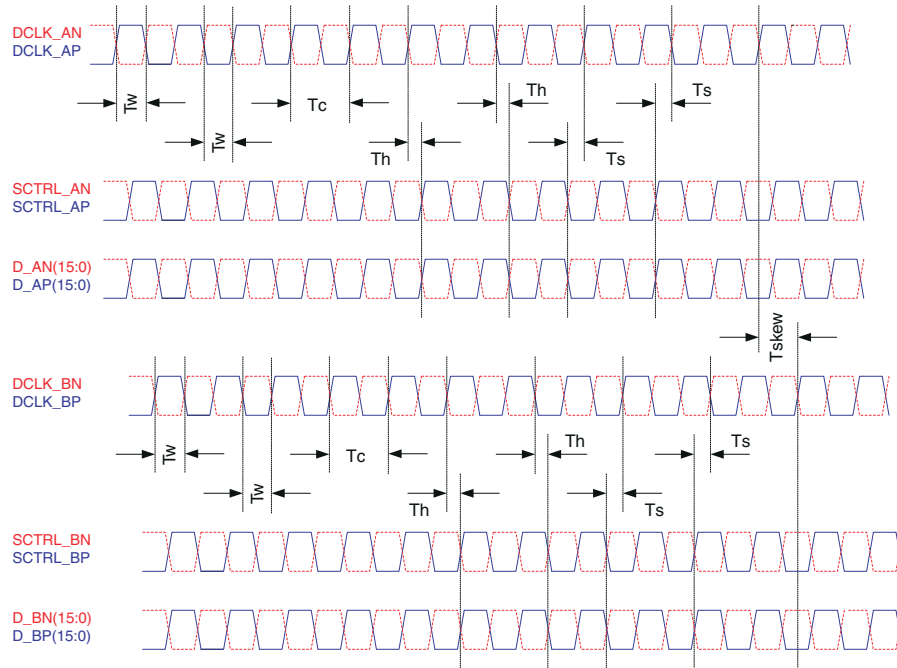 DCLK_AN
DCLK_AP
Tw
Tc
Th
Ts
Tw
Th
Ts
SCTRL_AN
SCTRL_AP
D_AN(15:0)
D_AP(15:0)
Tskew
DCLK_BN
DCLK_BP
Tw
Tc
Th
Ts
Tw
Th
Ts
SCTRL_BN
SCTRL_BP
D_BN(15:0)
D_BP(15:0)